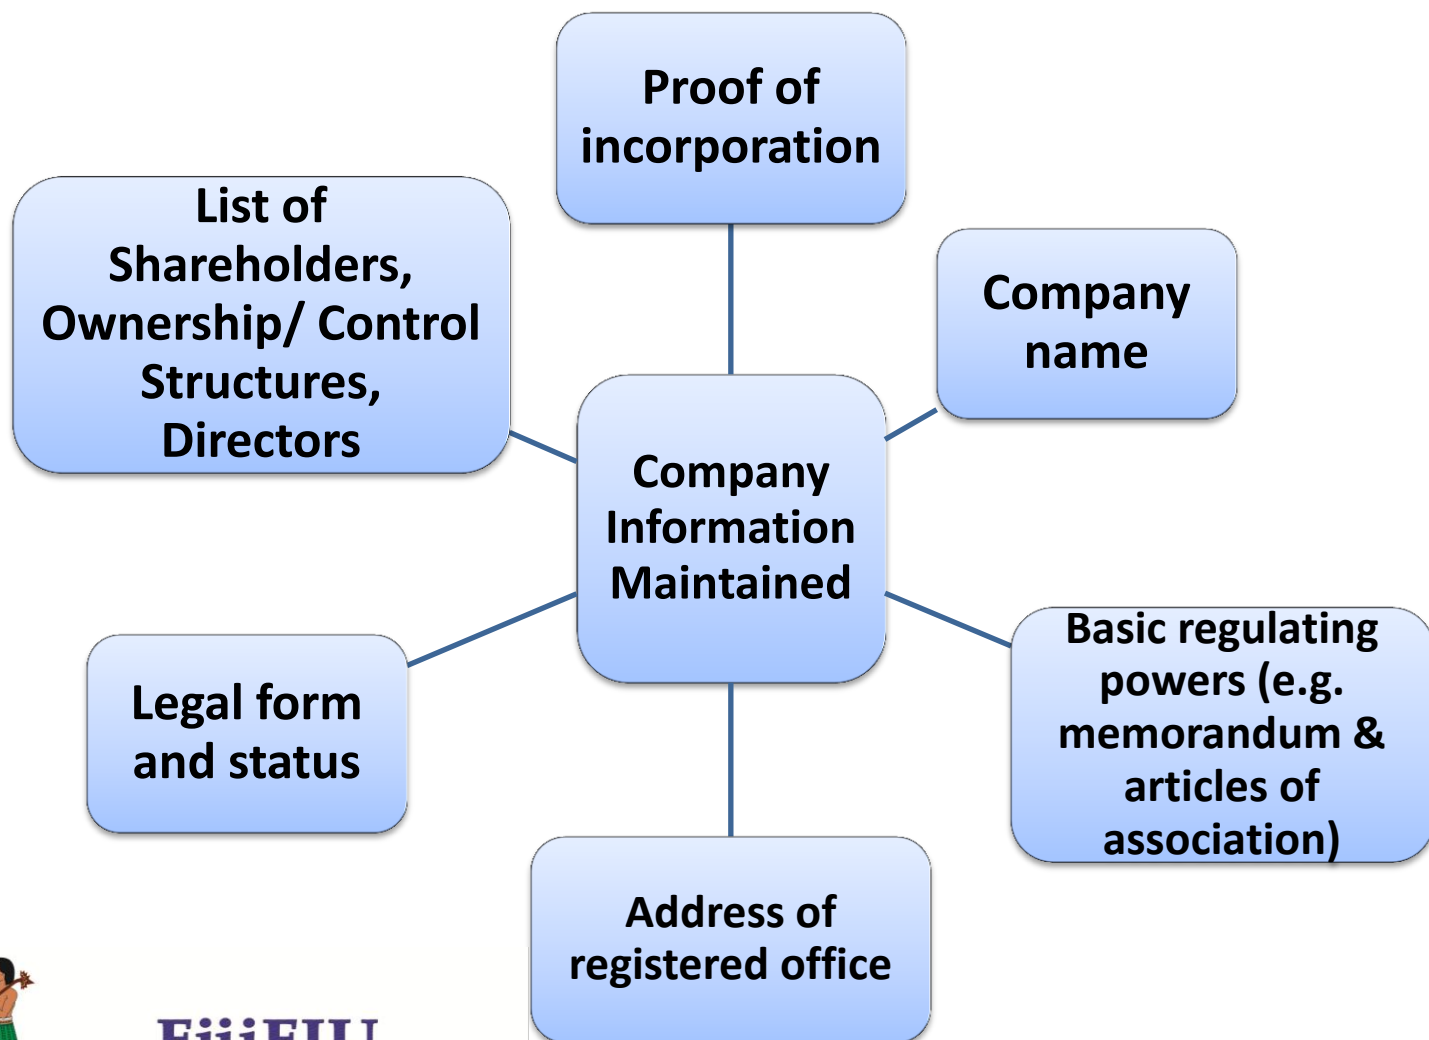 Proof of
incorporation
List of
Shareholders,
Ownership/ Control
Structures,
Directors
Company
name
Company
Information
Maintained
Basic regulating
powers (e.g.
memorandum &
articles of
association)
Legal form
and status
Address of
registered office